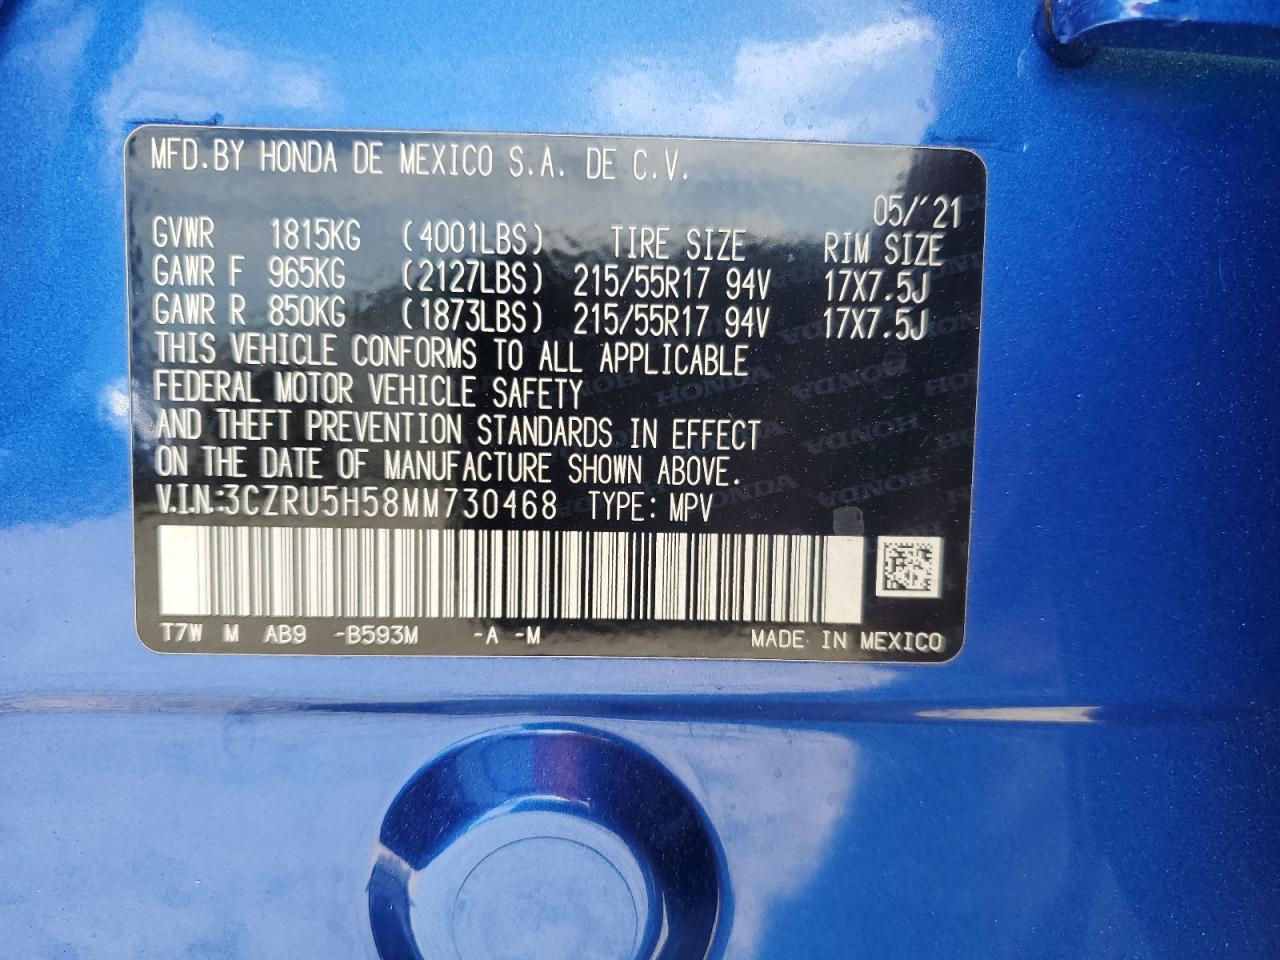 MFD.BY HONDA DE MEXICO S.A. DE C.V.
05/'21
GVWR 1815KG (4001LBS) TIRE SIZE RIM SIZE
GAWR F 965KG (2127LBS) 215/55R17 94V 17X7.5J
GAWR R 850KG (1873LBS) 215/55R17 94V 17X7.5J
THIS VEHICLE CONFORMS TO ALL APPLICABLE
FEDERAL MOTOR VEHICLE SAFETY
AND THEFT PREVENTION STANDARDS IN EFFECT
ON THE DATE OF MANUFACTURE SHOWN ABOVE.
V.I.N.:3CZRU5H58MM730468 TYPE: MPV
T7W M AB9 -B593M -A -M MADE IN MEXICO